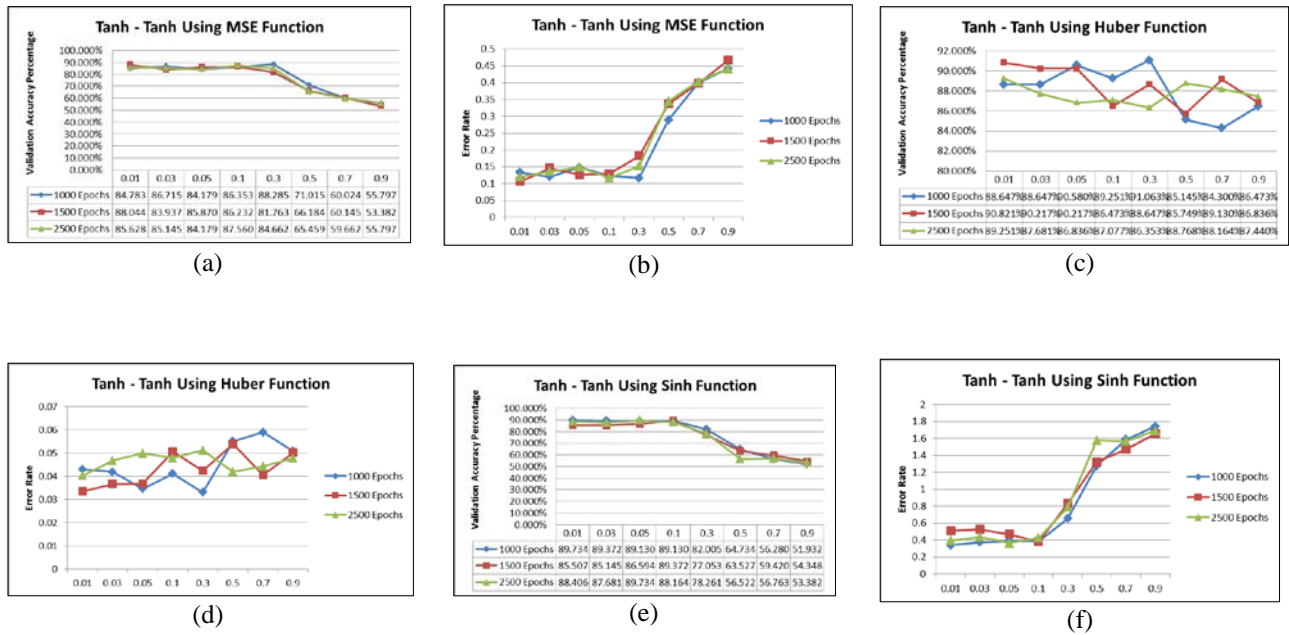 Tanh - Tanh Using MSE Function
Validation Accuracy Percentage
100.000%
90.000%
80.000%
70.000%
60.000%
50.000%
40.000%
30.000%
20.000%
10.000%
0.000%
0.01 0.03 0.05 0.1 0.3 0.5 0.7 0.9
1000 Epochs 84.783 86.715 84.179 86.353 88.285 71.015 60.024 55.797
1500 Epochs 88.044 83.937 85.870 86.232 81.763 66.184 60.145 53.382
2500 Epochs 85.628 85.145 84.179 87.560 84.662 65.459 59.662 55.797
(a)
Tanh - Tanh Using MSE Function
Error Rate
0.5
0.45
0.4
0.35
0.3
0.25
0.2
0.15
0.1
0.05
0
0.01 0.03 0.05 0.1 0.3 0.5 0.7 0.9
1000 Epochs
1500 Epochs
2500 Epochs
(b)
Tanh - Tanh Using Huber Function
Validation Accuracy Percentage
92.000%
90.000%
88.000%
86.000%
84.000%
82.000%
80.000%
0.01 0.03 0.05 0.1 0.3 0.5 0.7 0.9
1000 Epochs 88.647% 88.647% 90.580% 89.251% 91.063% 85.145% 84.300% 86.473%
1500 Epochs 90.821% 90.217% 90.217% 86.473% 88.647% 85.749% 89.130% 86.836%
2500 Epochs 89.251% 87.681% 86.836% 87.077% 86.353% 88.768% 88.164% 87.440%
(c)
Tanh - Tanh Using Huber Function
Error Rate
0.07
0.06
0.05
0.04
0.03
0.02
0.01
0
0.01 0.03 0.05 0.1 0.3 0.5 0.7 0.9
1000 Epochs
1500 Epochs
2500 Epochs
(d)
Tanh - Tanh Using Sinh Function
Validation Accuracy Percentage
100.000%
90.000%
80.000%
70.000%
60.000%
50.000%
40.000%
30.000%
20.000%
10.000%
0.000%
0.01 0.03 0.05 0.1 0.3 0.5 0.7 0.9
1000 Epochs 89.734 89.372 89.130 89.130 82.005 64.734 56.280 51.932
1500 Epochs 85.507 85.145 86.594 89.372 77.053 63.527 59.420 54.348
2500 Epochs 88.406 87.681 89.734 88.164 78.261 56.522 56.763 53.382
(e)
Tanh - Tanh Using Sinh Function
Error Rate
2
1.8
1.6
1.4
1.2
1
0.8
0.6
0.4
0.2
0
0.01 0.03 0.05 0.1 0.3 0.5 0.7 0.9
1000 Epochs
1500 Epochs
2500 Epochs
(f)